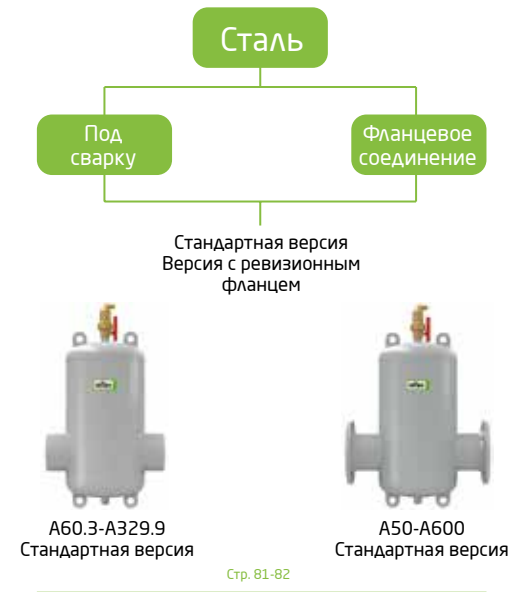 Сталь
Под
сварку
Фланцевое
соединение
Стандартная версия
Версия с ревизионным
фланцем
A60.3-A329.9
Стандартная версия
A50-A600
Стандартная версия
Стр. 81-82